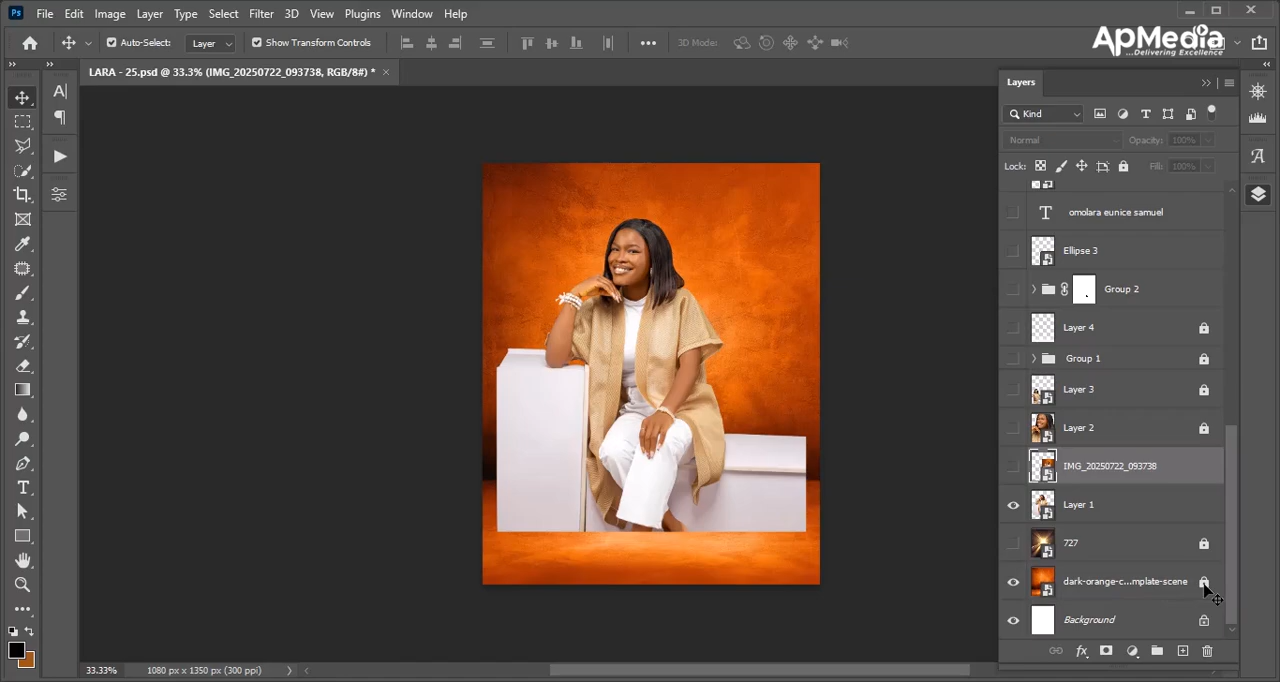 Ps File Edit Image Layer Type Select Filter 3D View Plugins Window Help
Auto-Select: Layer Show Transform Controls 3D Mode:
ApMedia
...Delivering Excellence
LARA - 25.psd @ 33.3% (IMG_20250722_093738, RGB/8#) *
Layers
Kind
Normal Opacity: 100%
Lock: Fill: 100%
omolara eunice samuel
Ellipse 3
Group 2
Layer 4
Group 1
Layer 3
Layer 2
IMG_20250722_093738
Layer 1
727
dark-orange-c...mplate-scene
Background
33.33% 1080 px x 1350 px (300 ppi)